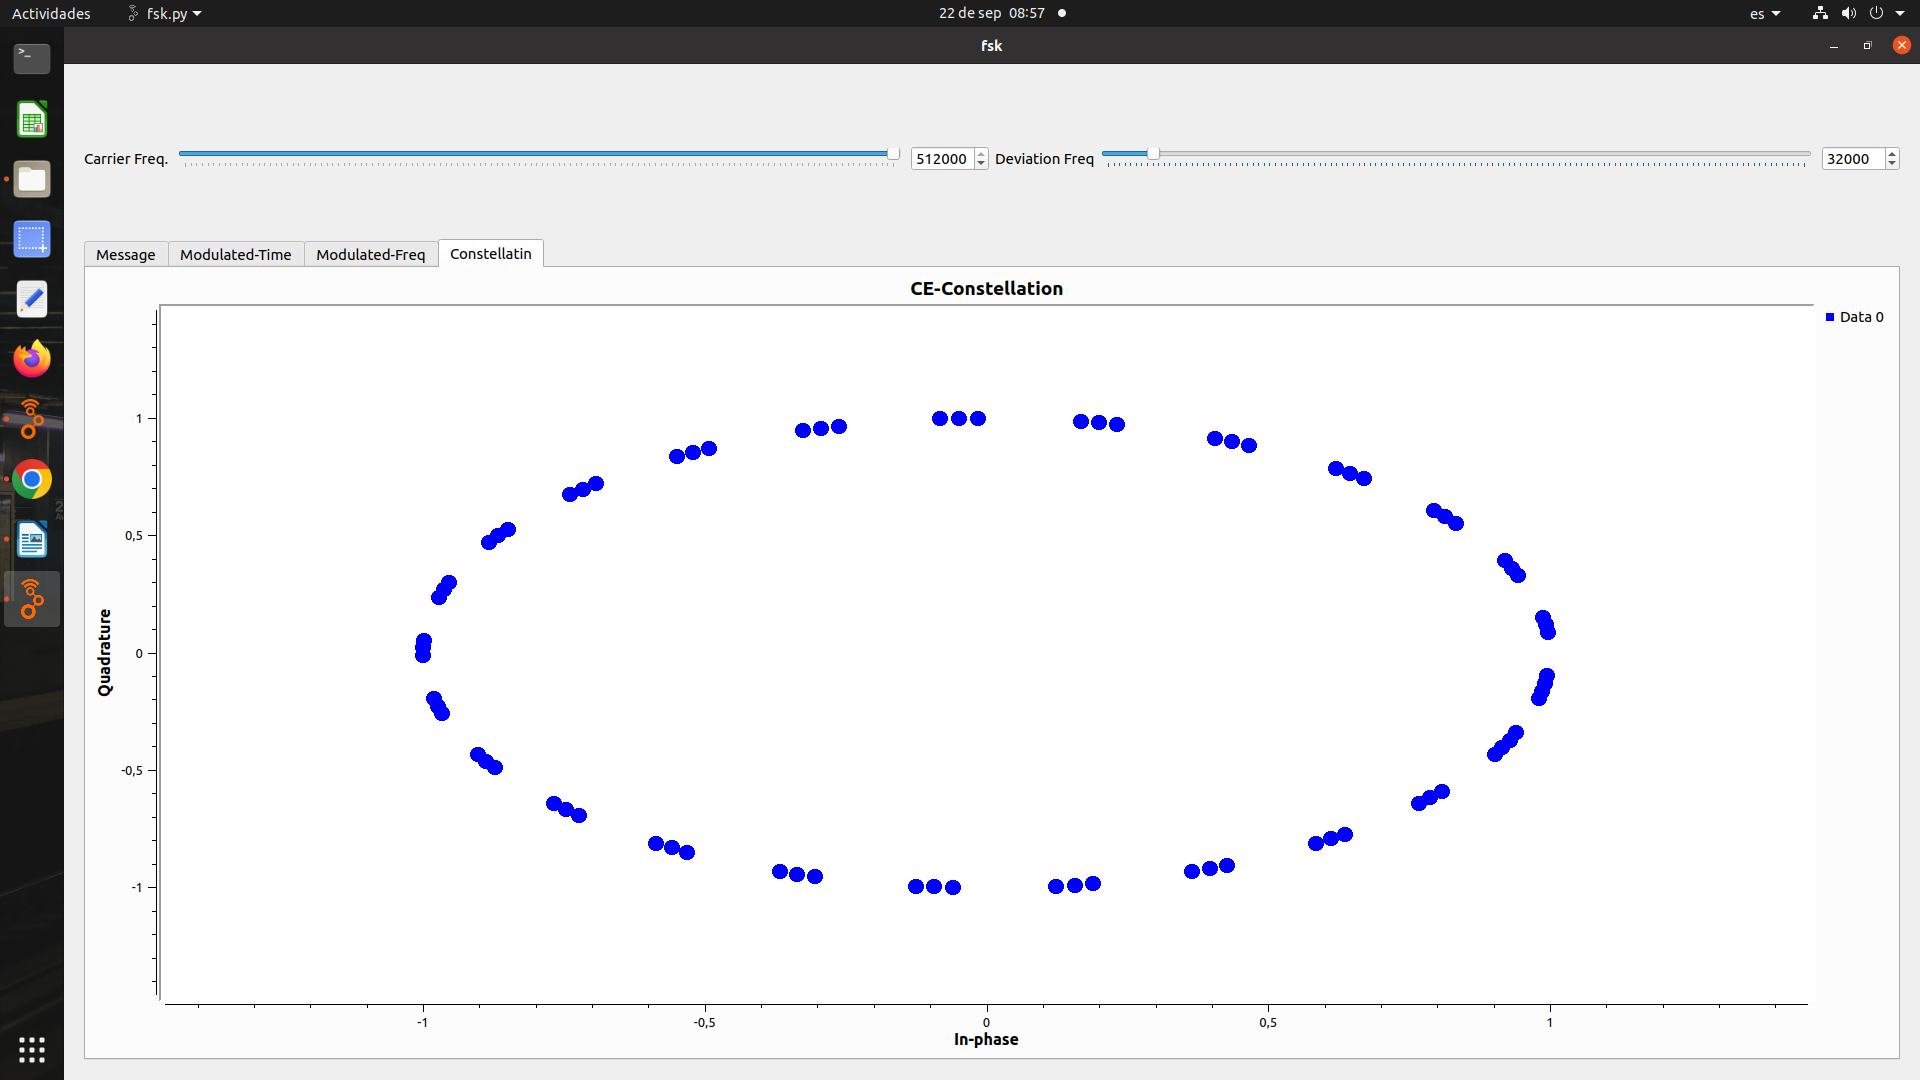 Actividades fsk.py 22 de sep 08:57 es
fsk
Carrier Freq. 512000 Deviation Freq 32000
Message Modulated-Time Modulated-Freq Constellatin
CE-Constellation
Data 0
1
0,5
0
-0,5
-1
Quadrature
-1 -0,5 0 0,5 1
In-phase